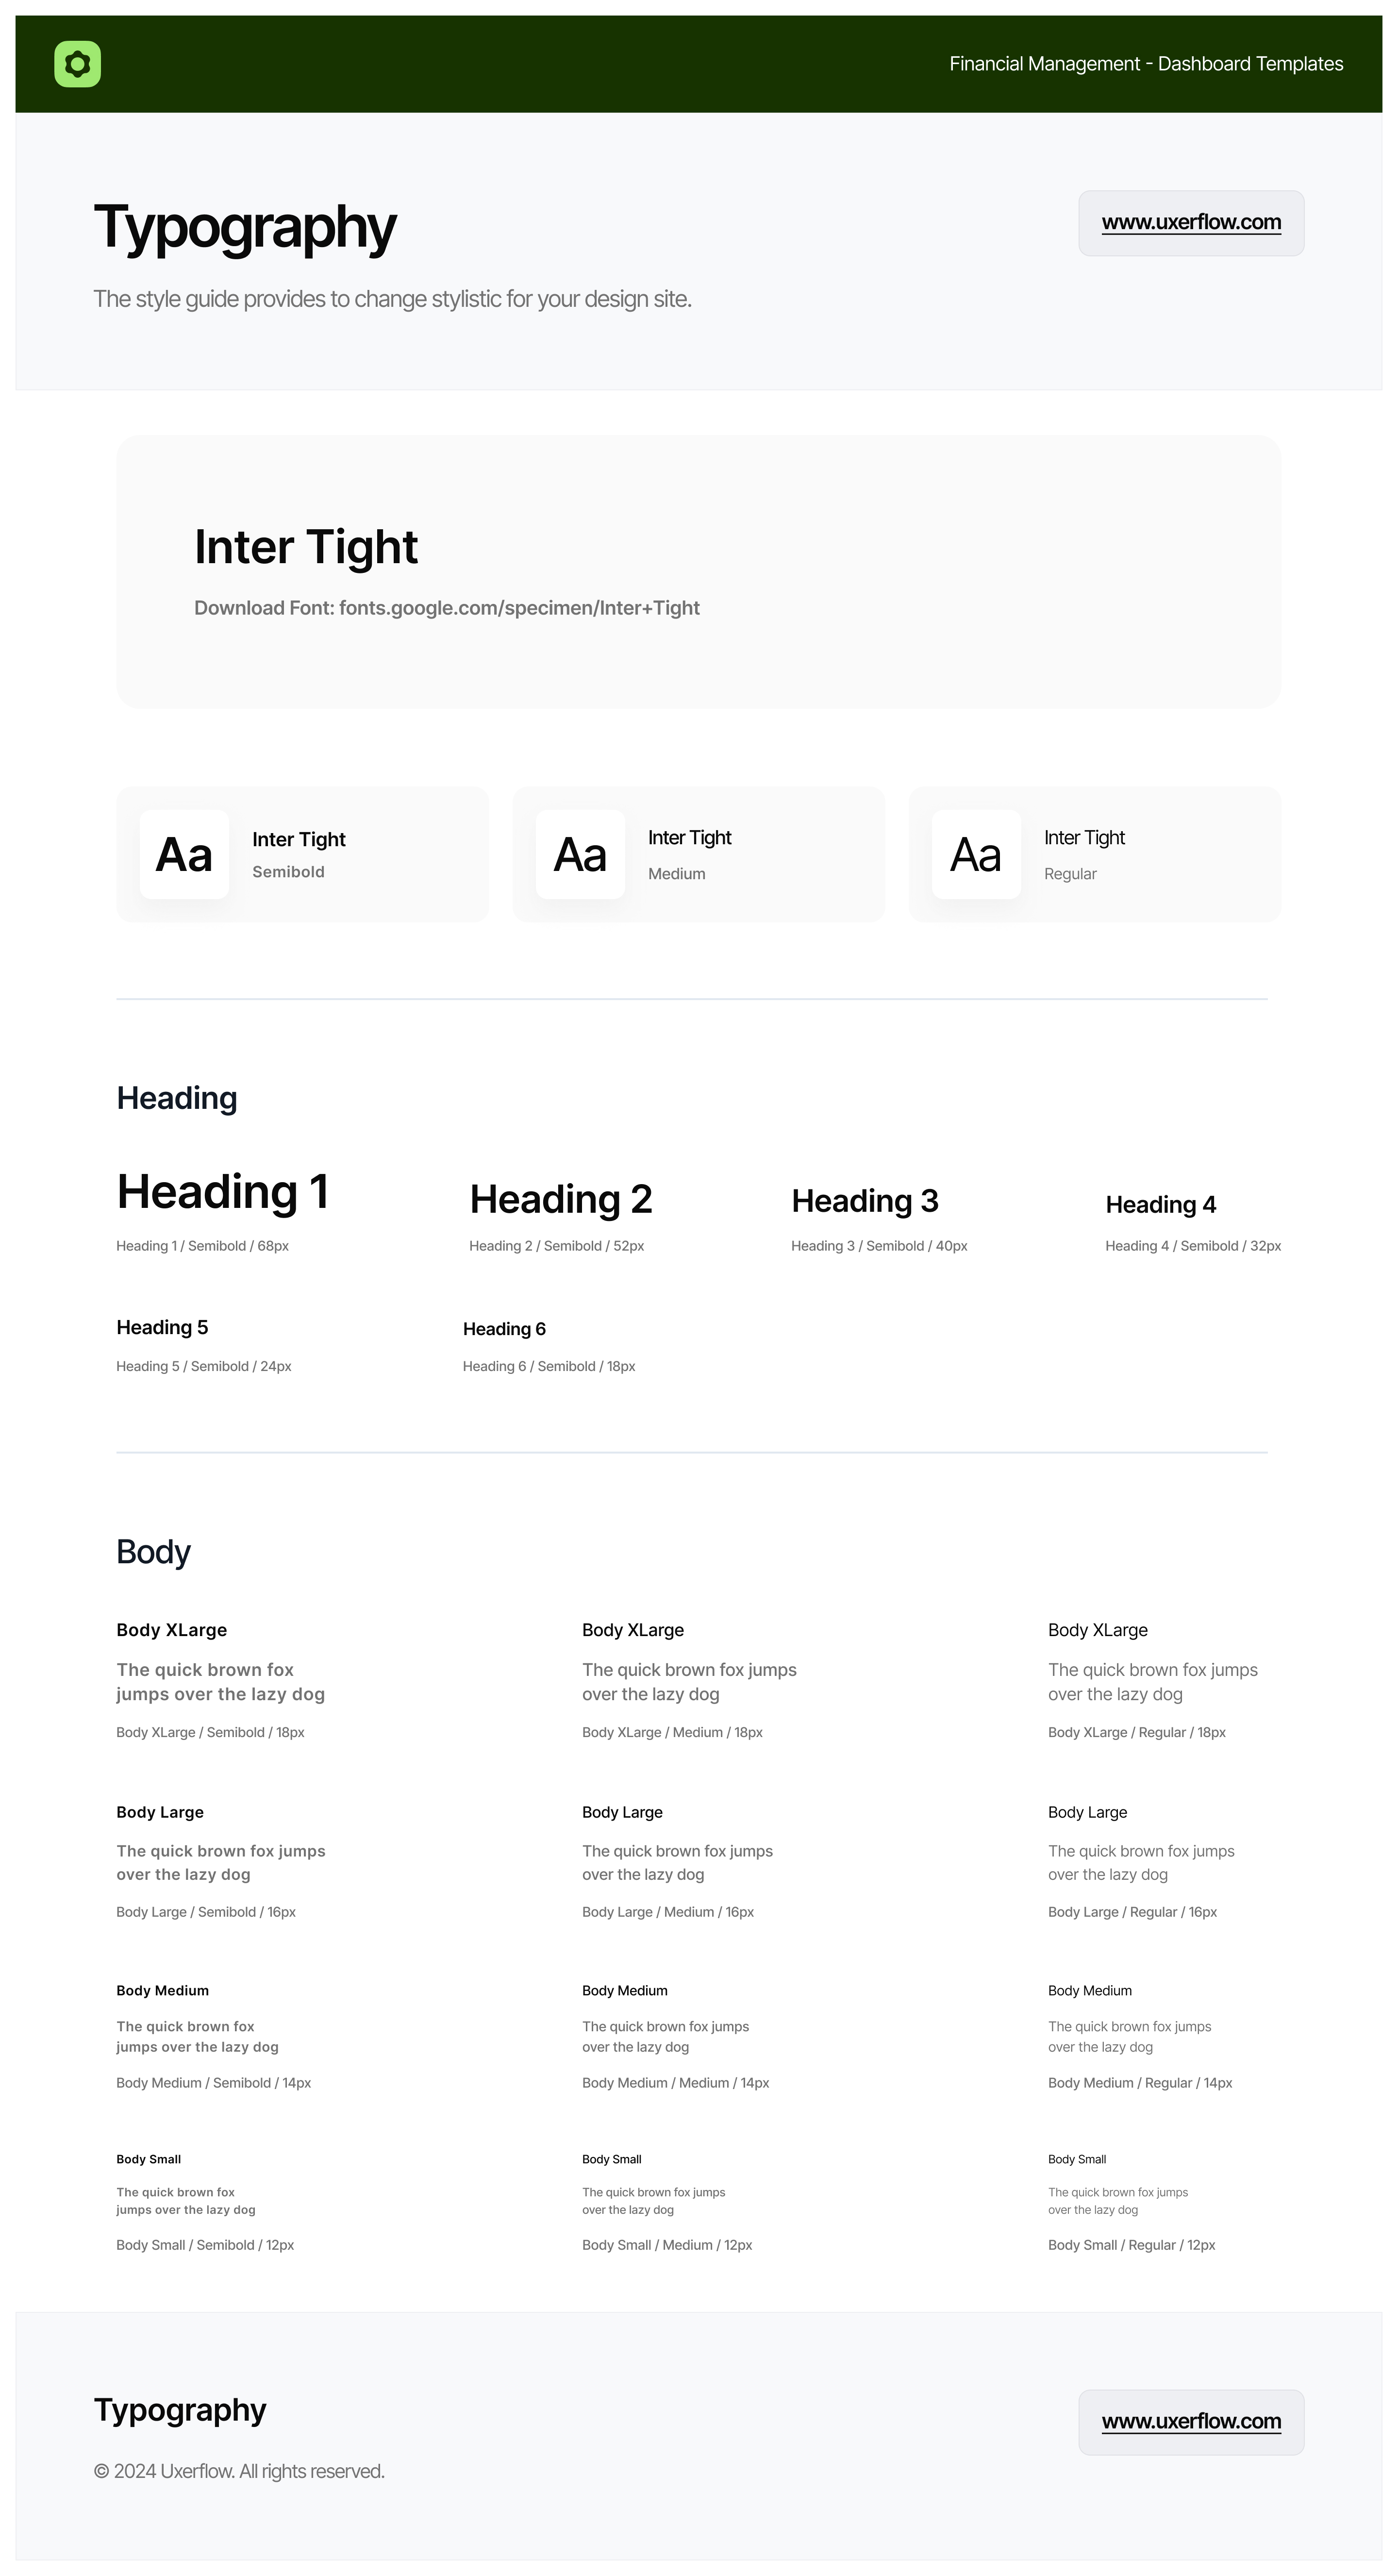 Financial Management - Dashboard Templates
Typography
www.uxerflow.com
The style guide provides to change stylistic for your design site.
Inter Tight
Download Font: fonts.google.com/specimen/Inter+Tight
Aa
Inter Tight
Semibold
Aa
Inter Tight
Medium
Aa
Inter Tight
Regular
Heading
Heading 1
Heading 1 / Semibold / 68px
Heading 2
Heading 2 / Semibold / 52px
Heading 3
Heading 3 / Semibold / 40px
Heading 4
Heading 4 / Semibold / 32px
Heading 5
Heading 5 / Semibold / 24px
Heading 6
Heading 6 / Semibold / 18px
Body
Body XLarge
The quick brown fox
jumps over the lazy dog
Body XLarge / Semibold / 18px
Body XLarge
The quick brown fox jumps
over the lazy dog
Body XLarge / Medium / 18px
Body XLarge
The quick brown fox jumps
over the lazy dog
Body XLarge / Regular / 18px
Body Large
The quick brown fox jumps
over the lazy dog
Body Large / Semibold / 16px
Body Large
The quick brown fox jumps
over the lazy dog
Body Large / Medium / 16px
Body Large
The quick brown fox jumps
over the lazy dog
Body Large / Regular / 16px
Body Medium
The quick brown fox
jumps over the lazy dog
Body Medium / Semibold / 14px
Body Medium
The quick brown fox jumps
over the lazy dog
Body Medium / Medium / 14px
Body Medium
The quick brown fox jumps
over the lazy dog
Body Medium / Regular / 14px
Body Small
The quick brown fox
jumps over the lazy dog
Body Small / Semibold / 12px
Body Small
The quick brown fox jumps
over the lazy dog
Body Small / Medium / 12px
Body Small
The quick brown fox jumps
over the lazy dog
Body Small / Regular / 12px
Typography
www.uxerflow.com
© 2024 Uxerflow. All rights reserved.